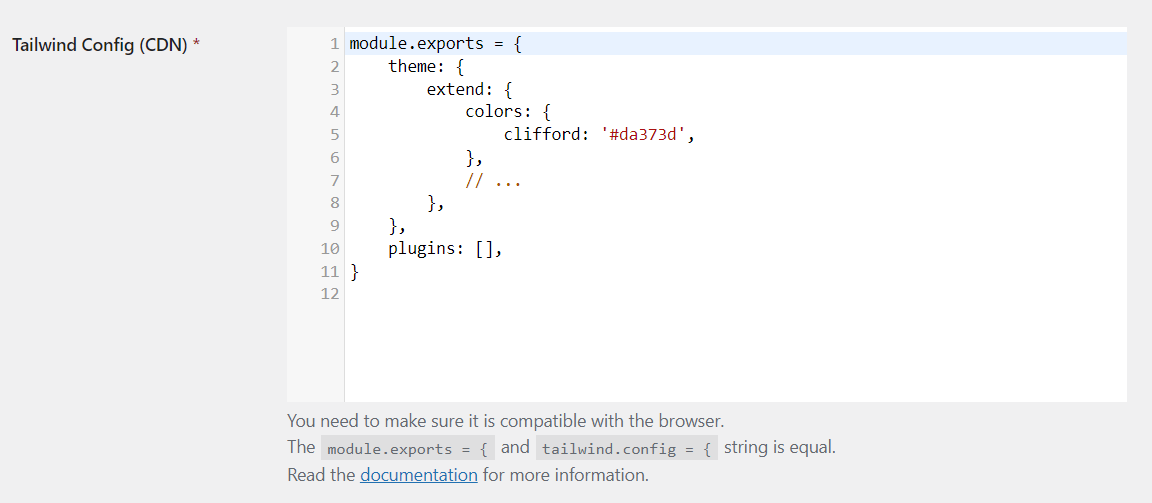 Tailwind Config (CDN) *
1 module.exports = {
2     theme: {
3         extend: {
4             colors: {
5                 clifford: '#da373d',
6             },
7             // ...
8         },
9     },
10     plugins: [],
11 }
12
You need to make sure it is compatible with the browser.
The module.exports = { and tailwind.config = { string is equal.
Read the documentation for more information.